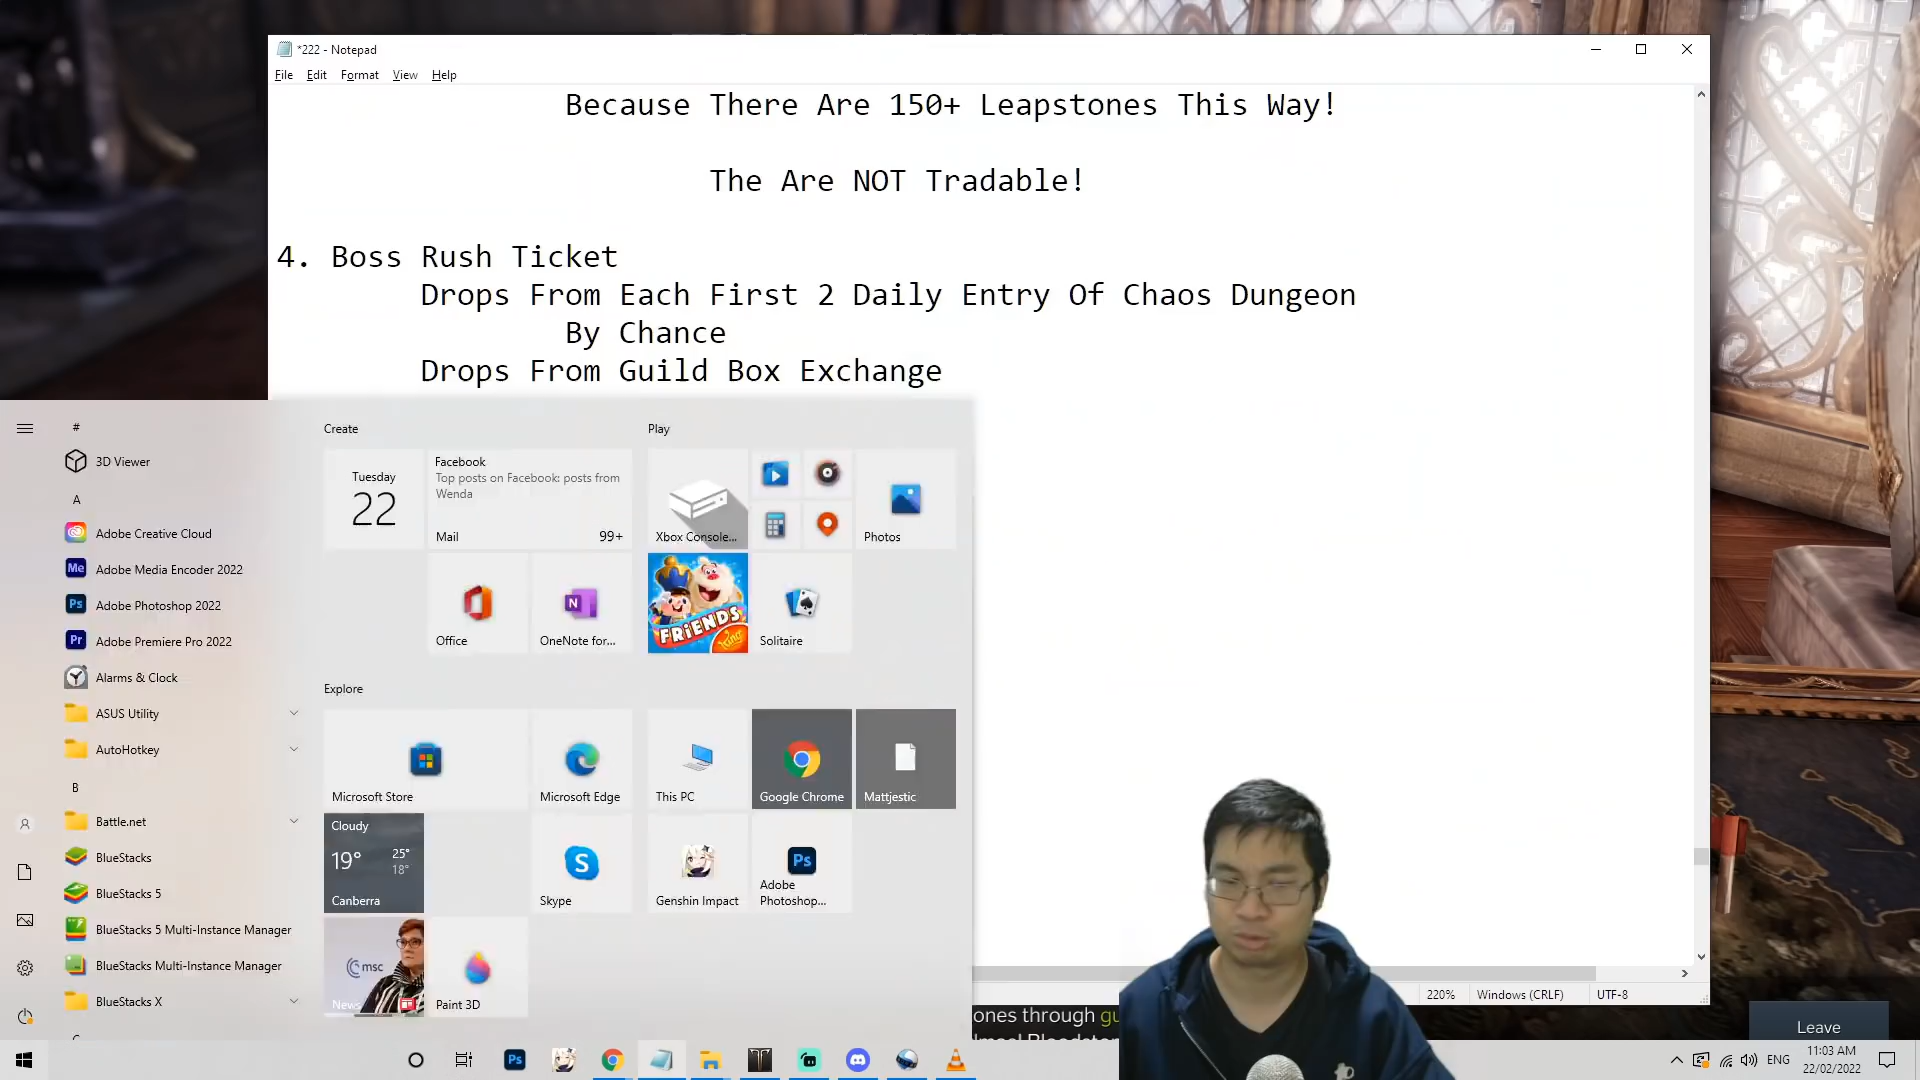 *222 - Notepad
File Edit Format View Help
Because There Are 150+ Leapstones This Way!
The Are NOT Tradable!
4. Boss Rush Ticket
Drops From Each First 2 Daily Entry Of Chaos Dungeon
By Chance
Drops From Guild Box Exchange
#
3D Viewer
A
Adobe Creative Cloud
Adobe Media Encoder 2022
Adobe Photoshop 2022
Adobe Premiere Pro 2022
Alarms & Clock
ASUS Utility
AutoHotkey
B
Battle.net
BlueStacks
BlueStacks 5
BlueStacks 5 Multi-Instance Manager
BlueStacks Multi-Instance Manager
BlueStacks X
Create
Tuesday
22
Facebook
Top posts on Facebook: posts from
Wenda
Mail 99+
Office
OneNote for...
Play
Xbox Console...
Photos
FRIENDS
King
Solitaire
Explore
Microsoft Store
Microsoft Edge
This PC
Google Chrome
Mattjestic
Cloudy
19° 25°
18°
Canberra
Skype
Genshin Impact
Adobe
Photoshop...
msc
News
Paint 3D
220% Windows (CRLF) UTF-8
ones through
Leave
ENG
11:03 AM
22/02/2022